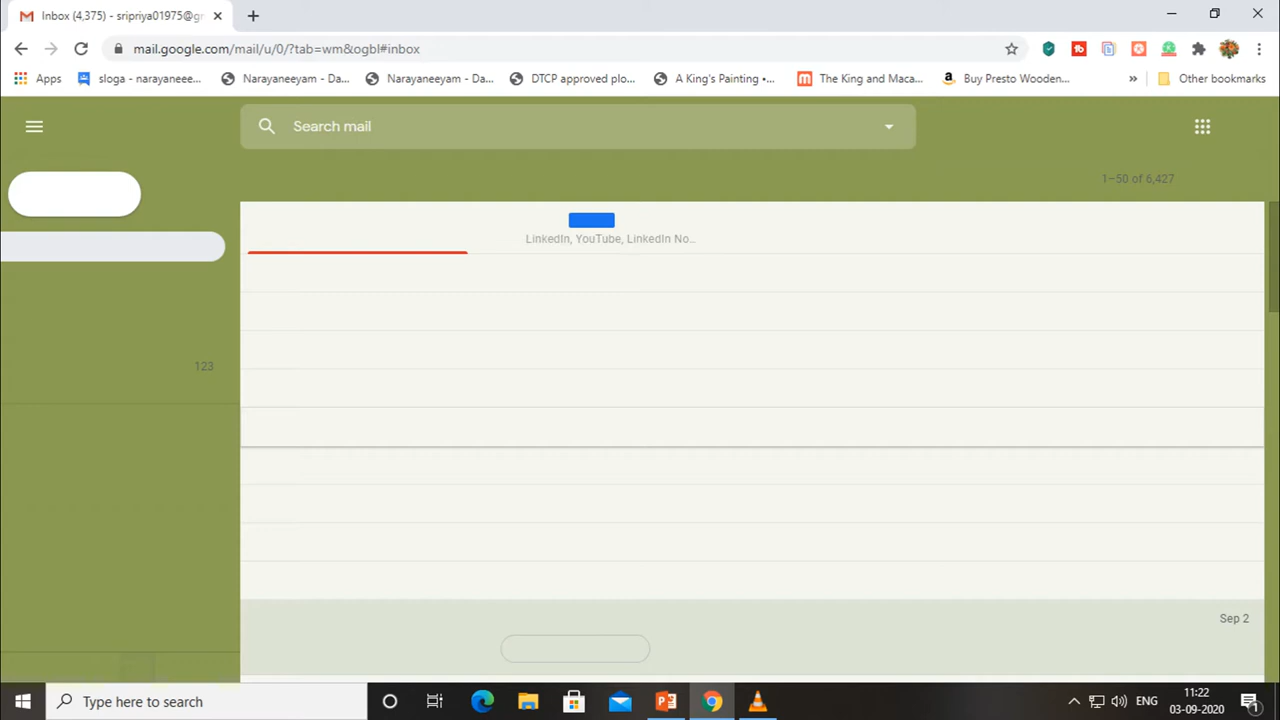 Inbox (4,375) - sripriya01975@gr
mail.google.com/mail/u/0/?tab=wm&ogbl#inbox
Apps
sloga - narayaneee...
Narayaneeyam - Da...
Narayaneeyam - Da...
DTCP approved plo...
A King's Painting •...
The King and Maca...
Buy Presto Wooden...
»
Other bookmarks
Search mail
1–50 of 6,427
LinkedIn, YouTube, LinkedIn No...
123
Sep 2
Type here to search
ENG
11:22
03-09-2020
1